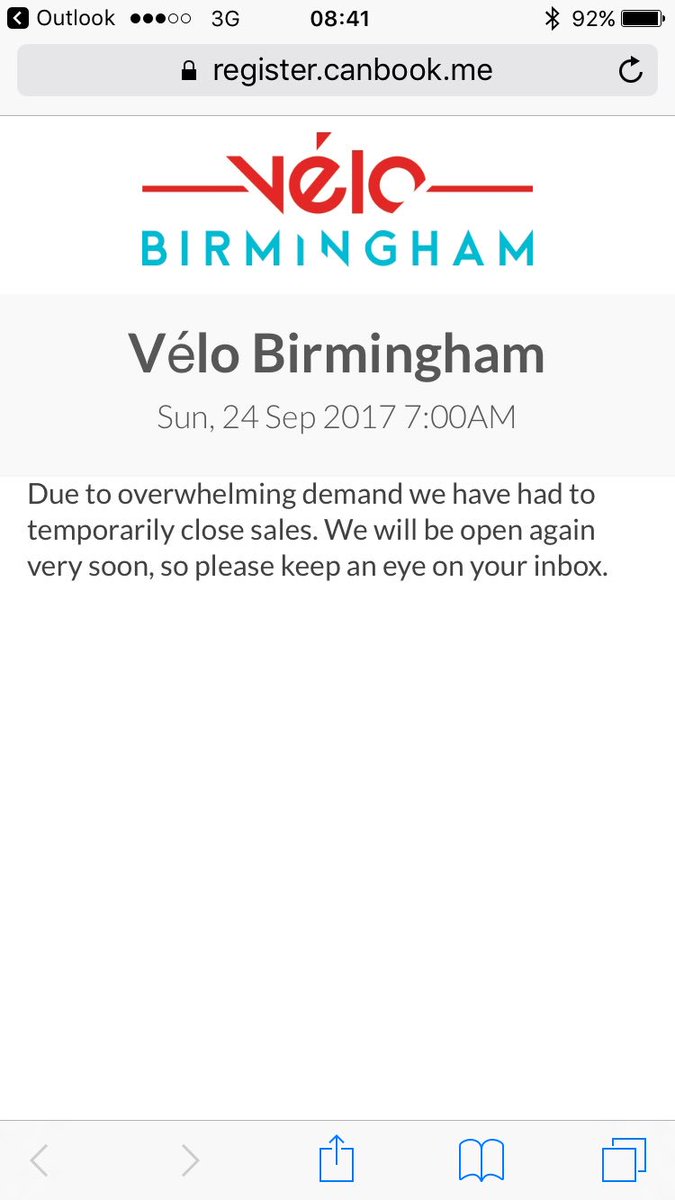 Outlook 3G 08:41 92%
register.canbook.me
vélo
BIRMINGHAM
Vélo Birmingham
Sun, 24 Sep 2017 7:00AM
Due to overwhelming demand we have had to
temporarily close sales. We will be open again
very soon, so please keep an eye on your inbox.